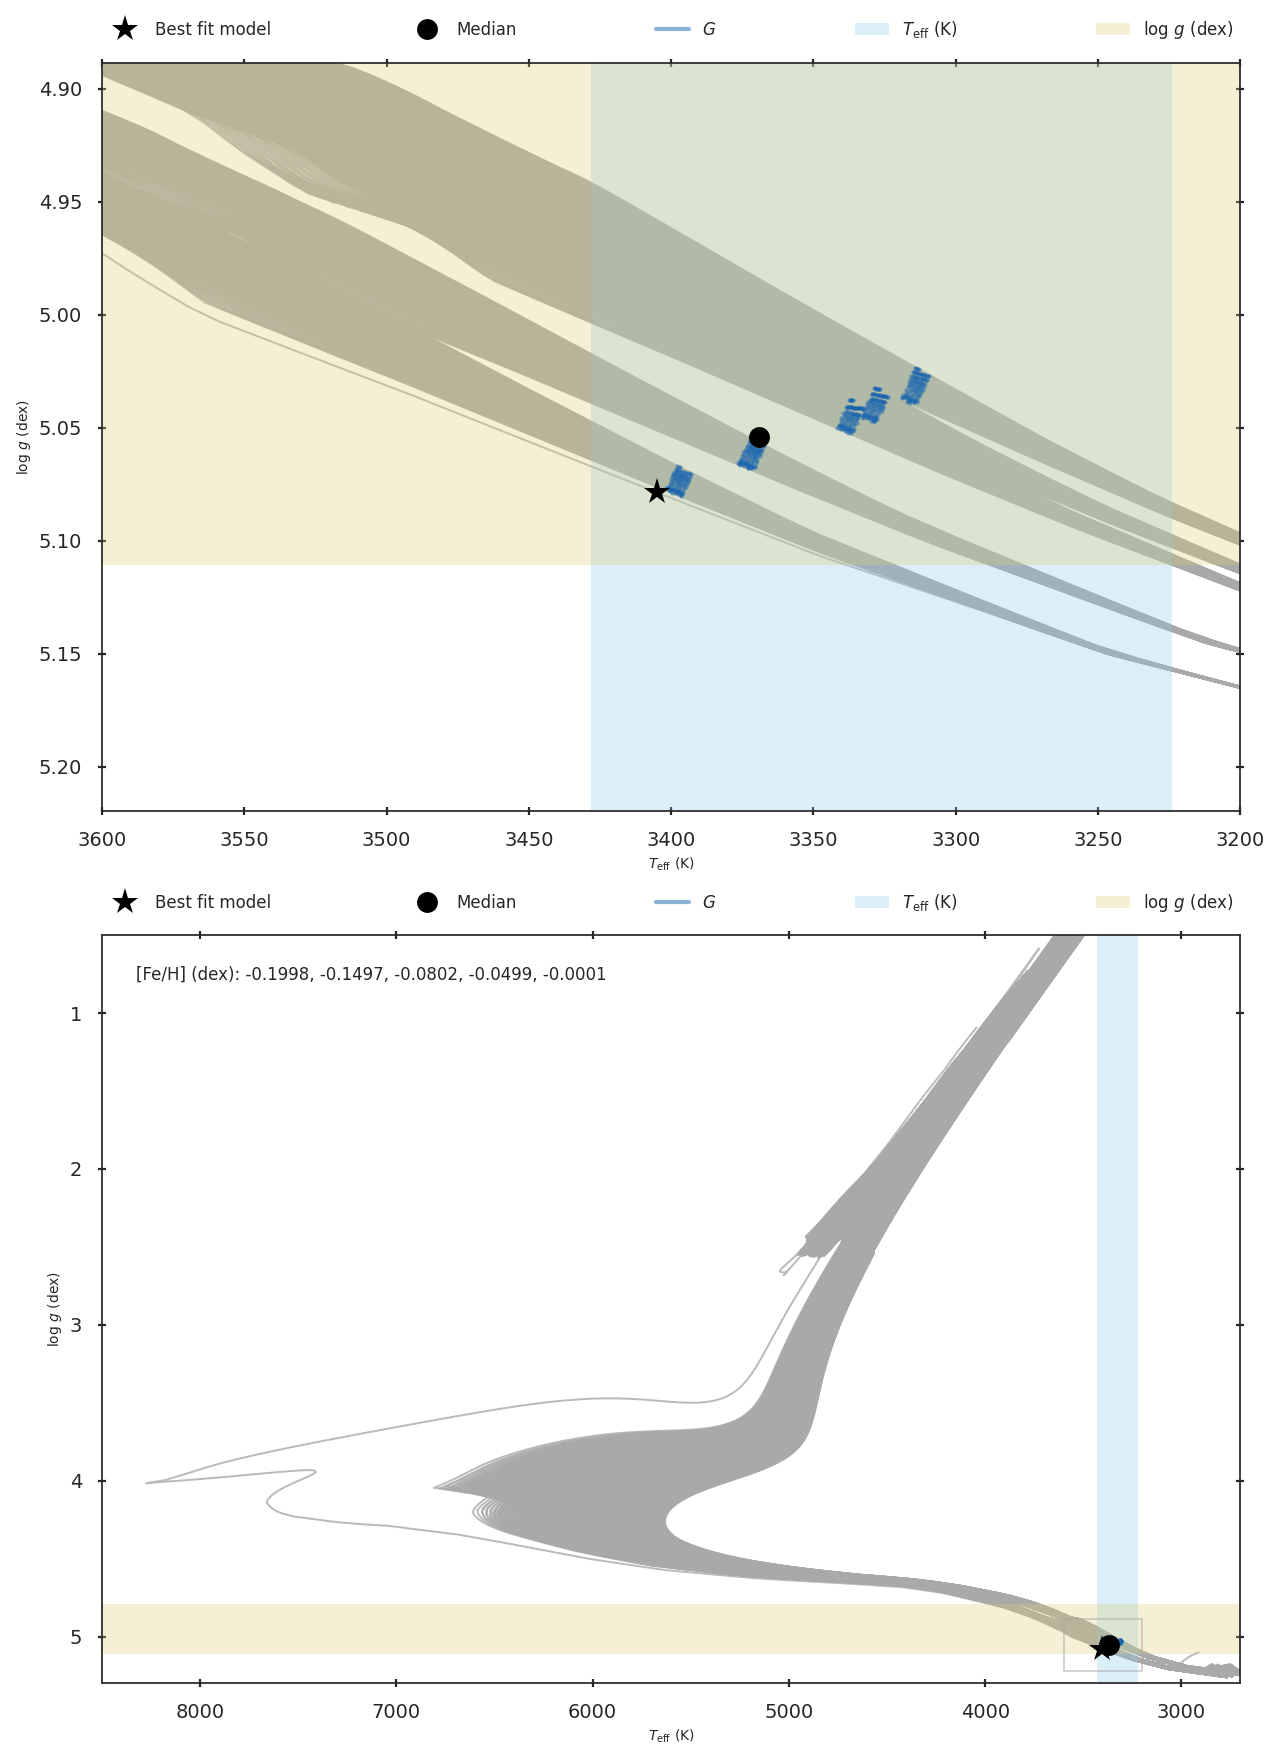 Best fit model Median G Teff (K) log g (dex)
4.90
4.95
5.00
5.05
5.10
5.15
5.20
log g (dex)
3600 3550 3500 3450 3400 3350 3300 3250 3200
Teff (K)
Best fit model Median G Teff (K) log g (dex)
[Fe/H] (dex): -0.1998, -0.1497, -0.0802, -0.0499, -0.0001
1
2
3
4
5
log g (dex)
8000 7000 6000 5000 4000 3000
Teff (K)